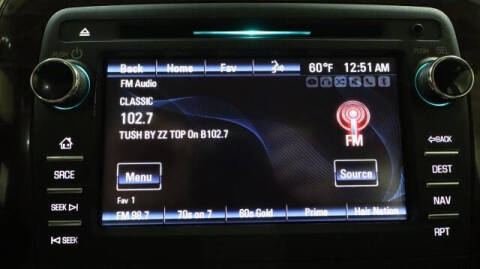 PUSH
PUSH SEL
Back Home Fav 60°F 12:51 AM
FM Audio
CLASSIC
102.7
TUSH BY ZZ TOP On B102.7
FM
Menu
Source
Fav 1
FM 98.7 70s on 7 60s Gold Prime Hair Nation
SRCE
SEEK
SEEK
BACK
DEST
NAV
RPT